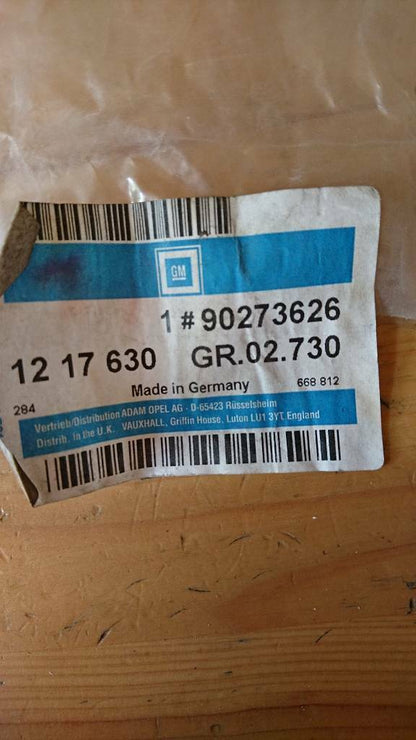 GM
1 # 90273626
12 17 630 GR.02.730
Made in Germany 668 812
284
Vertrieb/Distribution ADAM OPEL AG · D-65423 Rüsselsheim
Distrib. in the U.K. VAUXHALL, Griffin House, Luton LU1 3YT England